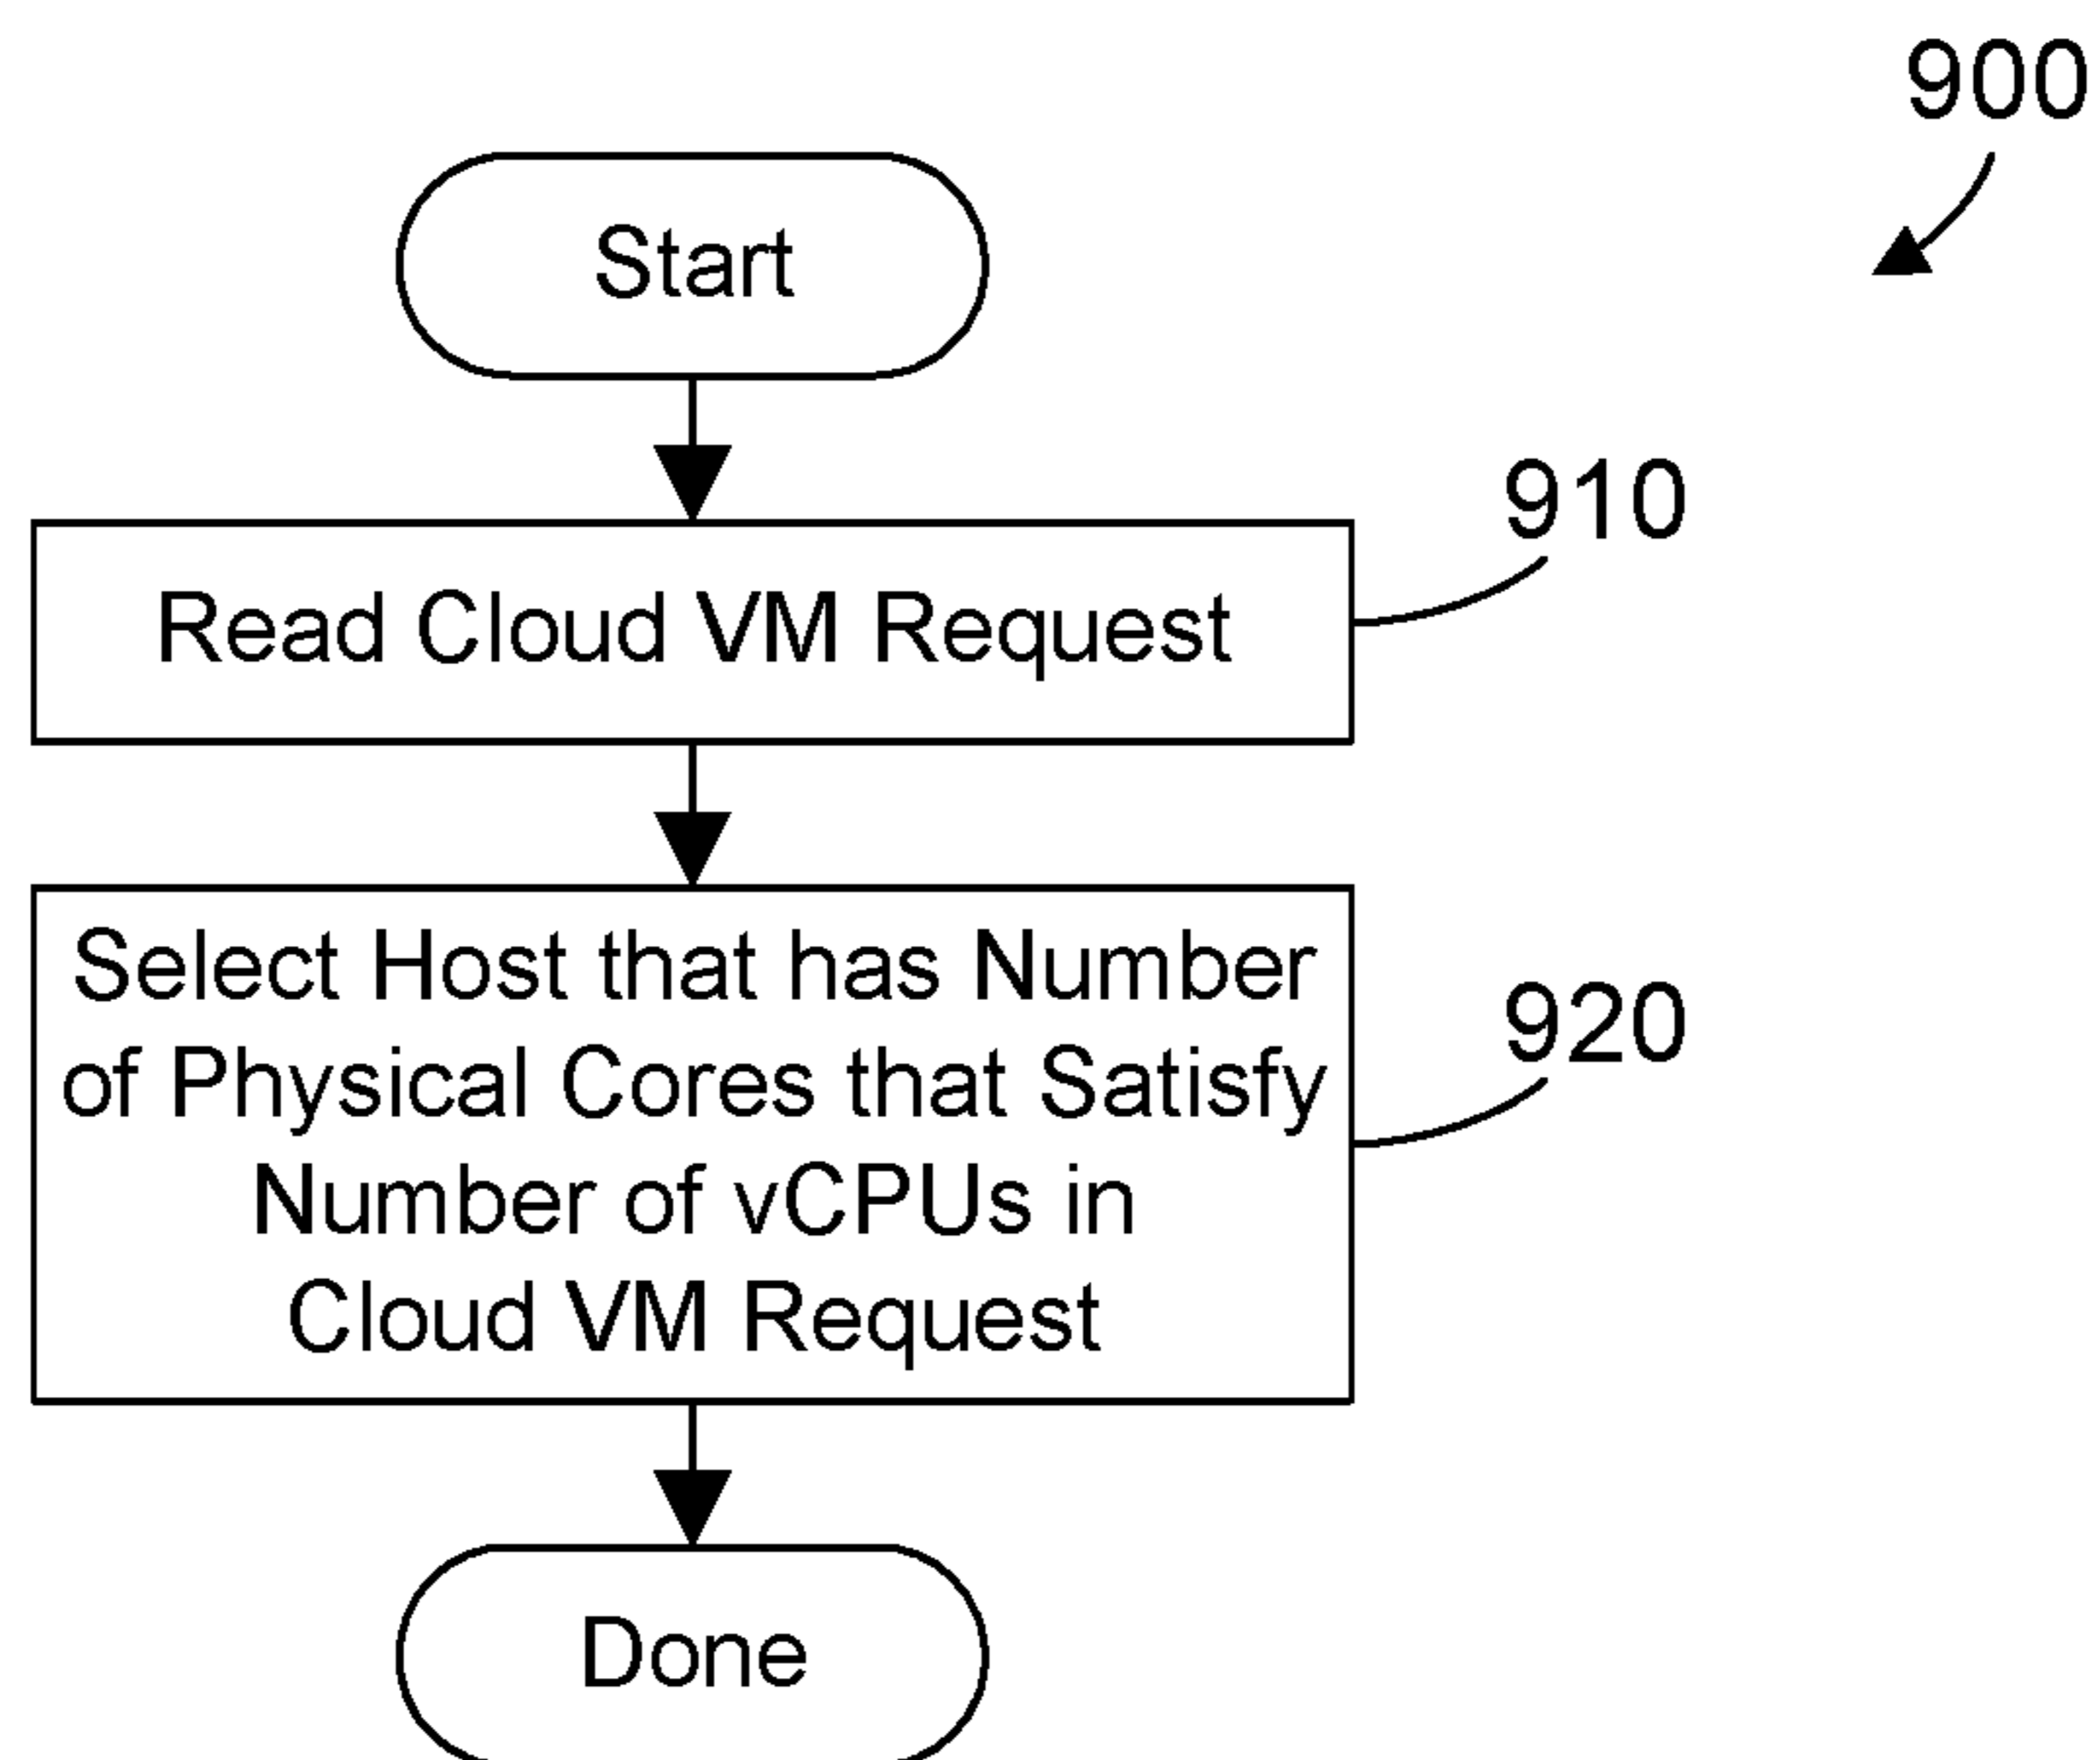 900
Start
910
Read Cloud VM Request
Select Host that has Number
of Physical Cores that Satisfy
920
Number of vCPUs in
Cloud VM Request
Done